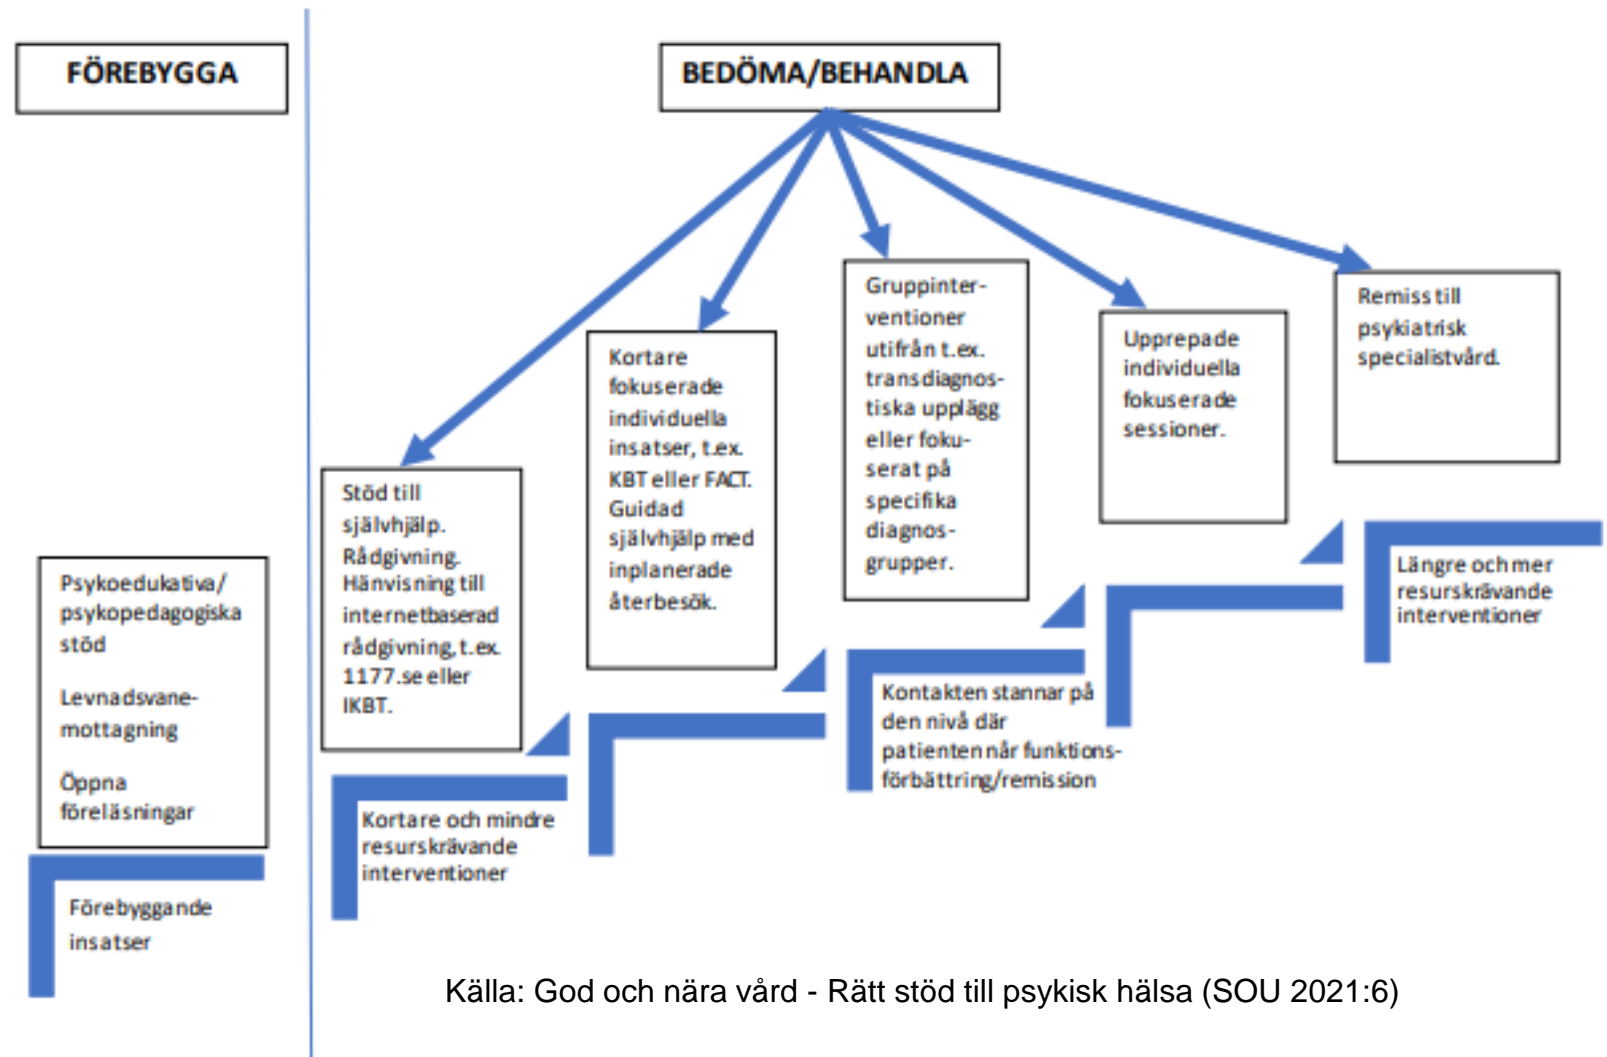 FÖREBYGGA
BEDÖMA/BEHANDLA
Psykoedukativa/
psykopedagogiska
stöd
Levnadsvane-
mottagning
Öppna
föreläsningar
Förebyggande
insatser
Stöd till
självhjälp.
Rådgivning.
Hänvisning till
internetbaserad
rådgivning, t.ex.
1177.se eller
IKBT.
Kortare
fokuserade
individuella
insatser, t.ex.
KBT eller FACT.
Guidad
självhjälp med
inplanerade
återbesök.
Gruppinter-
ventioner
utifrån t.ex.
transdiagnos-
tiska upplägg
eller foku-
serat på
specifika
diagnos-
grupper.
Upprepade
individuella
fokuserade
sessioner.
Remiss till
psykiatrisk
specialistvård.
Kortare och mindre
resurskrävande
interventioner
Kontakten stannar på
den nivå där
patienten når funktions-
förbättring/remission
Längre och mer
resurskrävande
interventioner
Källa: God och nära vård - Rätt stöd till psykisk hälsa (SOU 2021:6)